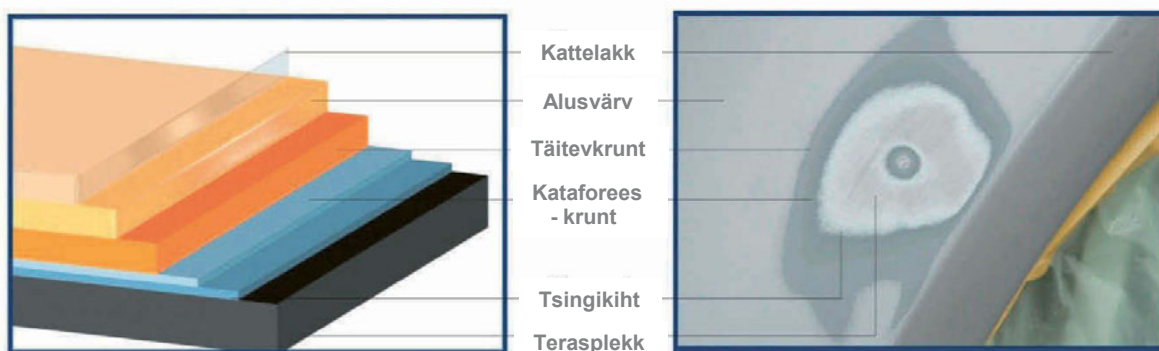 Kattelakk
Alusvärv
Täitevkrunt
Kataforees
- krunt
Tsingikiht
Terasplekk